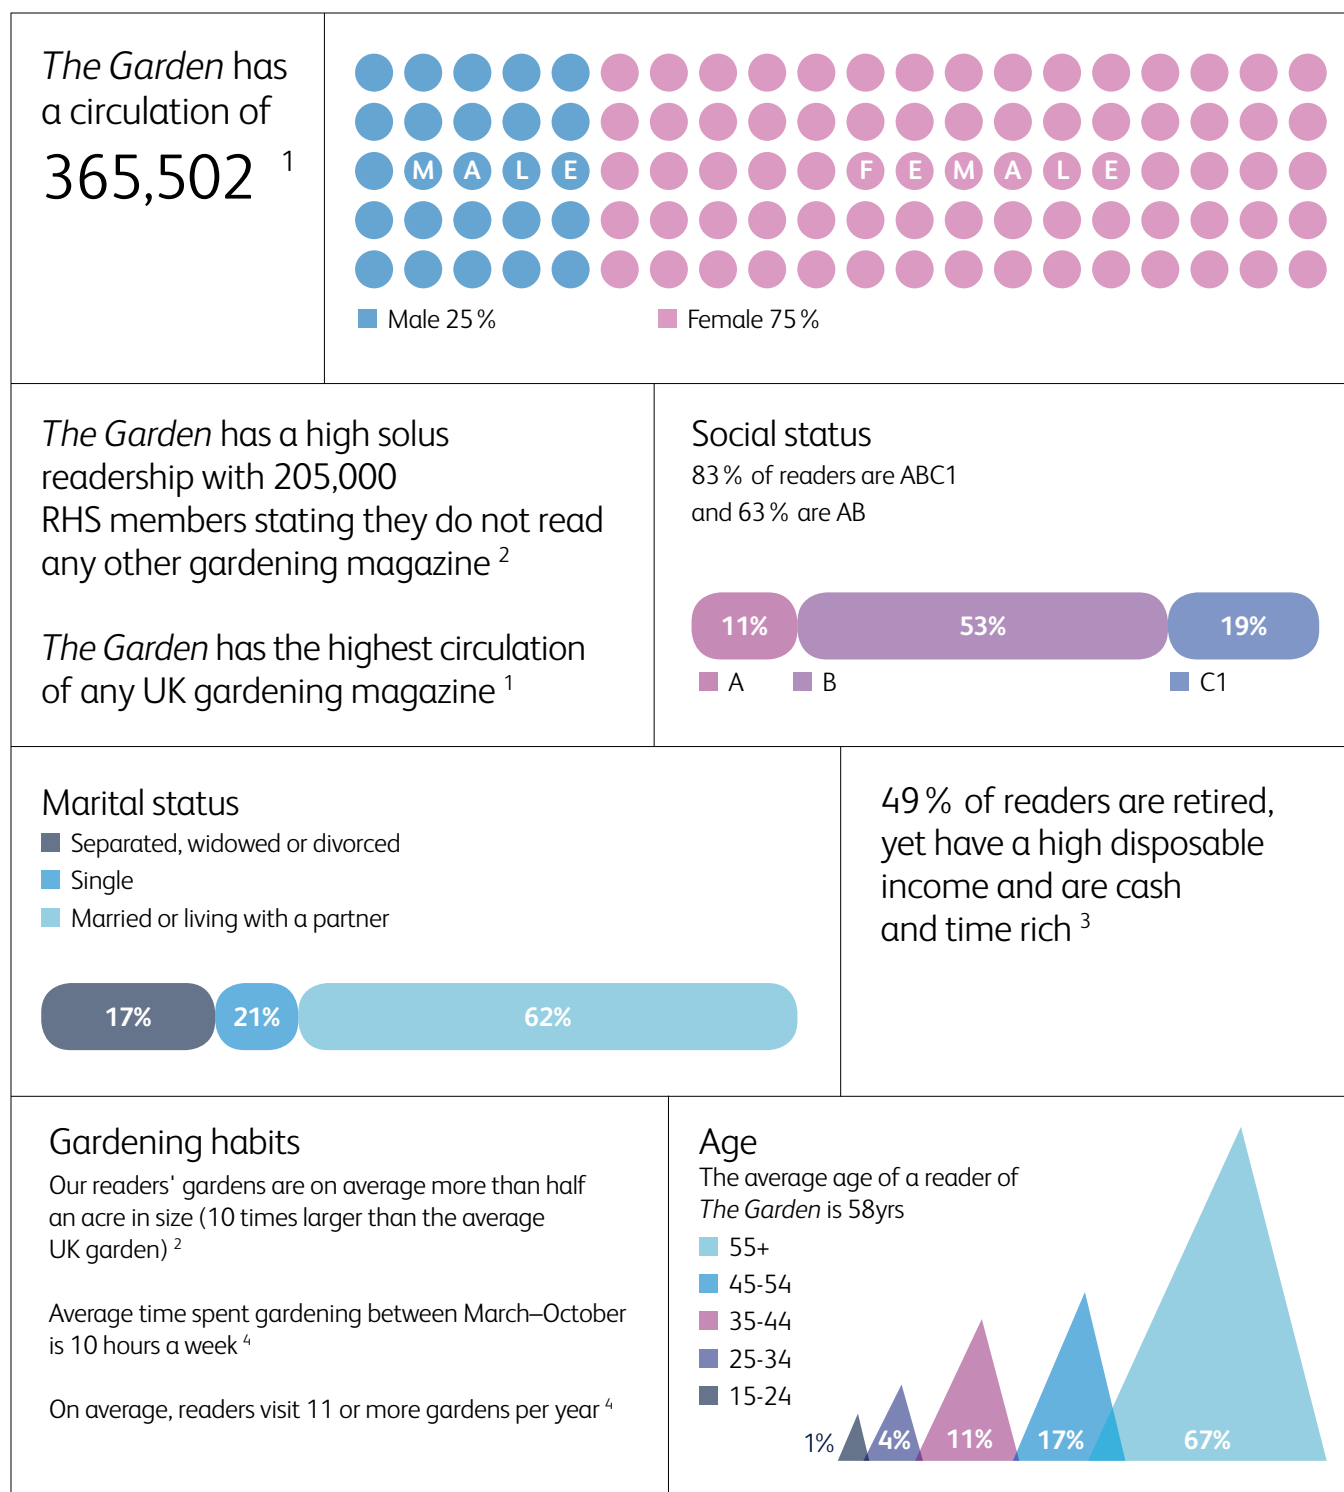 The Garden has
a circulation of
365,502 1
M A L E F E M A L E
Male 25% Female 75%
The Garden has a high solus
readership with 205,000
RHS members stating they do not read
any other gardening magazine 2
The Garden has the highest circulation
of any UK gardening magazine 1
Social status
83% of readers are ABC1
and 63% are AB
11% 53% 19%
A B C1
Marital status
Separated, widowed or divorced
Single
Married or living with a partner
17% 21% 62%
49% of readers are retired,
yet have a high disposable
income and are cash
and time rich 3
Gardening habits
Our readers' gardens are on average more than half
an acre in size (10 times larger than the average
UK garden) 2
Average time spent gardening between March–October
is 10 hours a week 4
On average, readers visit 11 or more gardens per year 4
Age
The average age of a reader of
The Garden is 58yrs
55+
45-54
35-44
25-34
15-24
1% 4% 11% 17% 67%